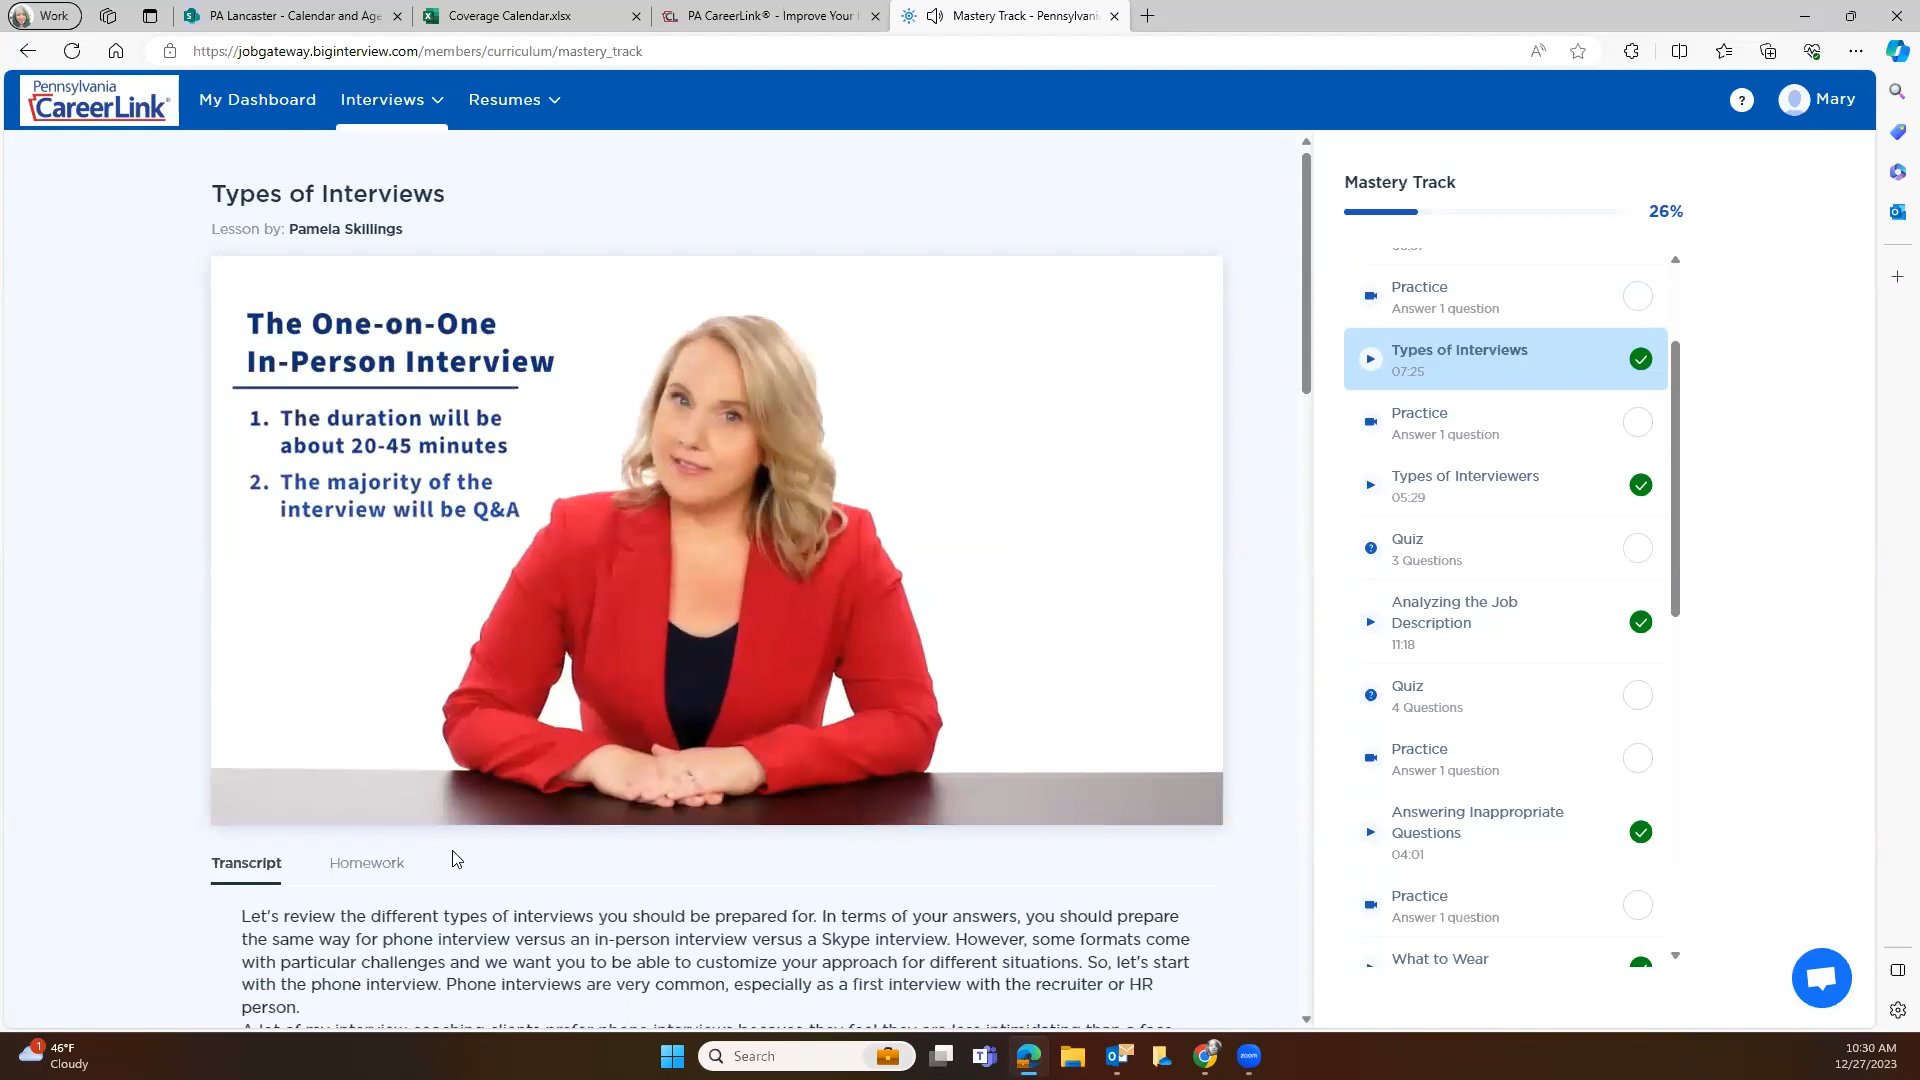 Work
PA Lancaster - Calendar and Age
Coverage Calendar.xlsx
PA CareerLink® - Improve Your
Mastery Track - Pennsylvani
https://jobgateway.biginterview.com/members/curriculum/mastery_track
Pennsylvania
CareerLink®
My Dashboard
Interviews
Resumes
?
Mary
Types of Interviews
Lesson by: Pamela Skillings
The One-on-One
In-Person Interview
1. The duration will be
about 20-45 minutes
2. The majority of the
interview will be Q&A
Transcript
Homework
Let's review the different types of interviews you should be prepared for. In terms of your answers, you should prepare
the same way for phone interview versus an in-person interview versus a Skype interview. However, some formats come
with particular challenges and we want you to be able to customize your approach for different situations. So, let's start
with the phone interview. Phone interviews are very common, especially as a first interview with the recruiter or HR
person.
Mastery Track
26%
Practice
Answer 1 question
Types of Interviews
07:25
Practice
Answer 1 question
Types of Interviewers
05:29
Quiz
3 Questions
Analyzing the Job
Description
11:18
Quiz
4 Questions
Practice
Answer 1 question
Answering Inappropriate
Questions
04:01
Practice
Answer 1 question
What to Wear
1
46°F
Cloudy
Search
zoom
10:30 AM
12/27/2023